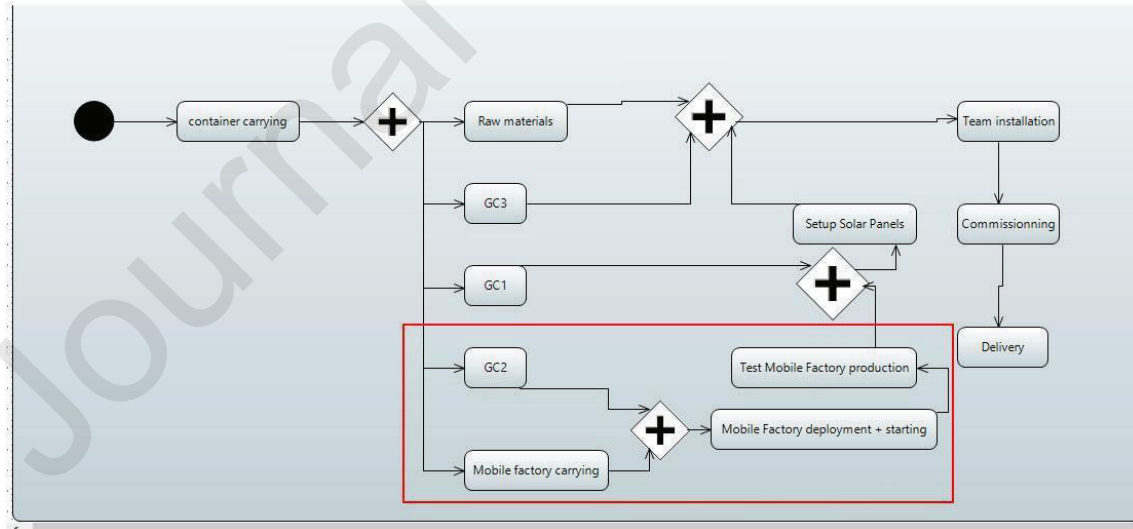 container carrying
Raw materials
Team installation
GC3
Setup Solar Panels
Commissionning
GC1
GC2
Test Mobile Factory production
Delivery
Mobile Factory deployment + starting
Mobile factory carrying
Journal